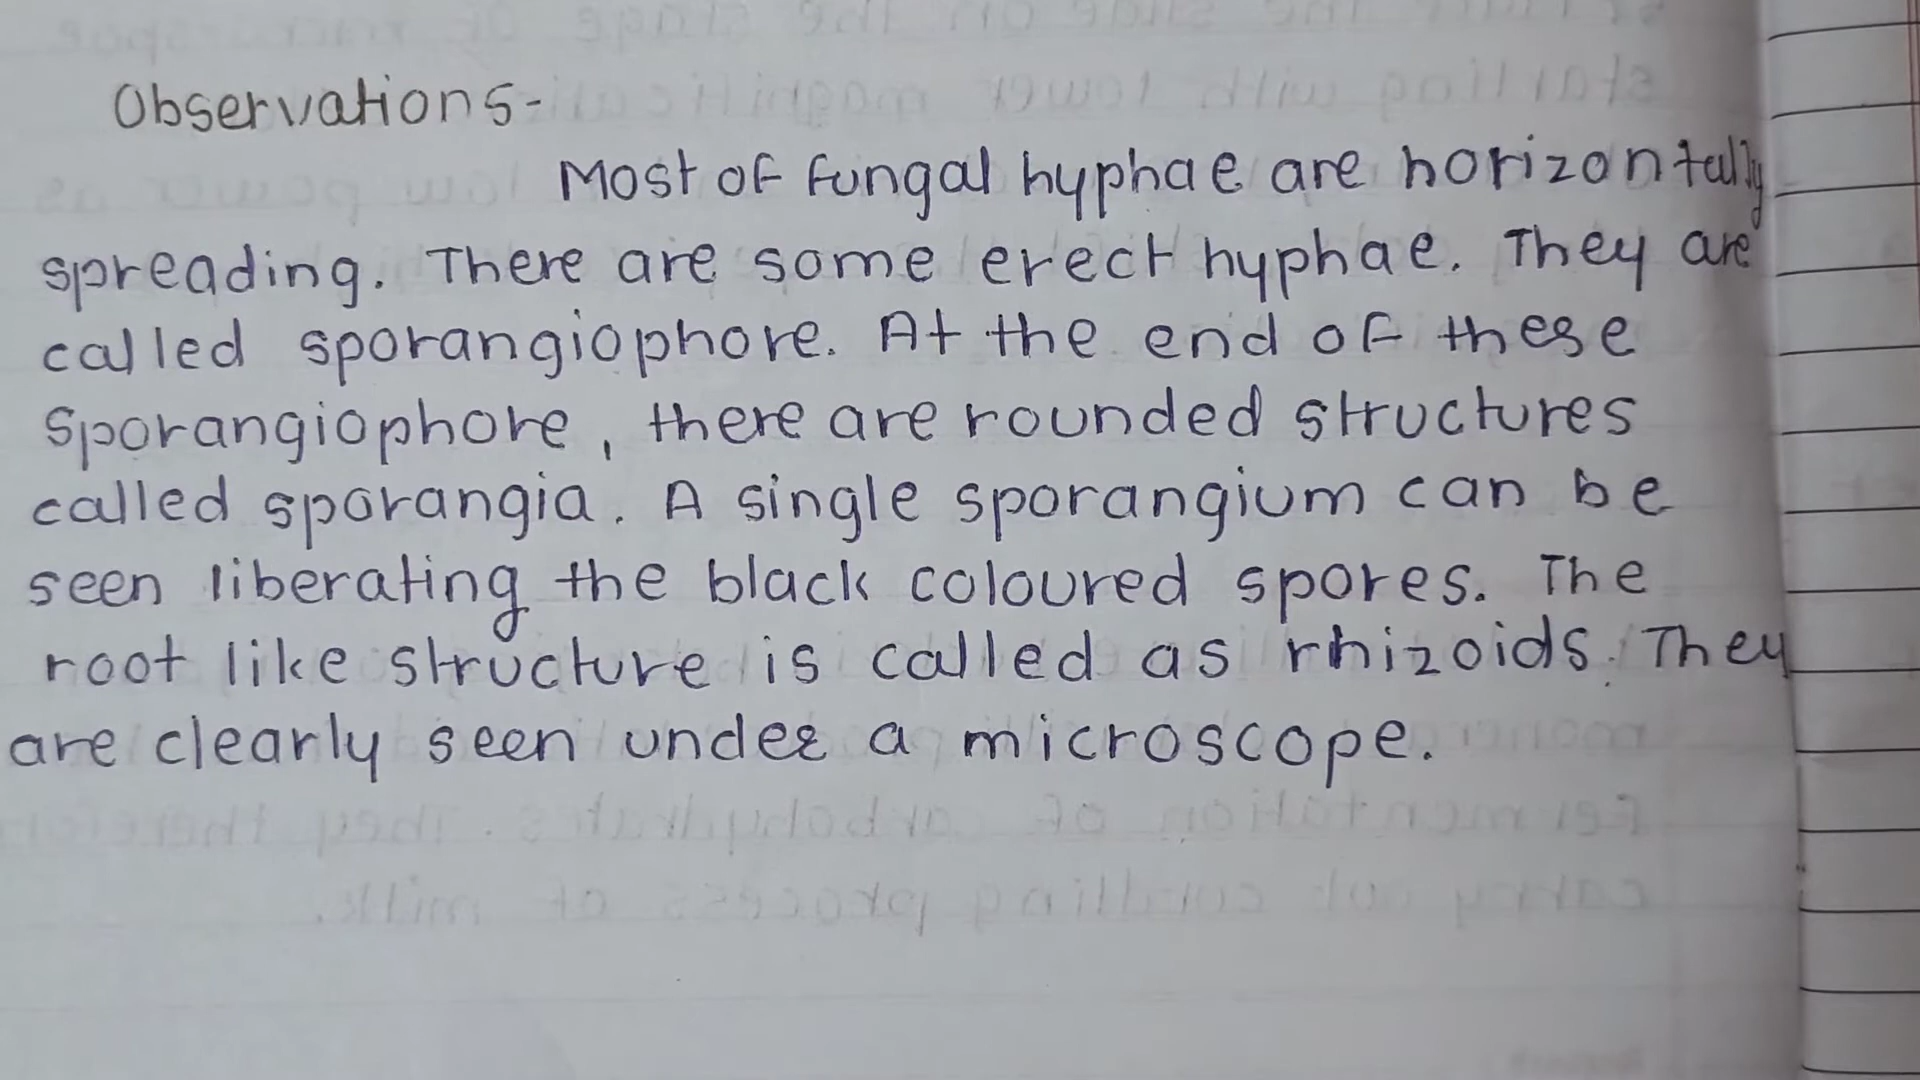 Observations-
Most of fungal hyphae are horizontally
spreading. There are some erect hyphae. They are
called sporangiophore. At the end of these
sporangiophore, there are rounded structures
called sporangia. A single sporangium can be
seen liberating the black coloured spores. The
root like structure is called as rhizoids. They
are clearly seen under a microscope.